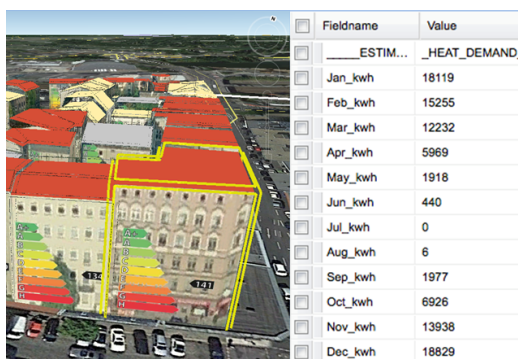 Fieldname Value
_____ESTIM... _HEAT_DEMAND_
Jan_kwh 18119
Feb_kwh 15255
Mar_kwh 12232
Apr_kwh 5969
May_kwh 1918
Jun_kwh 440
Jul_kwh 0
Aug_kwh 6
Sep_kwh 1977
Oct_kwh 6926
Nov_kwh 13938
Dec_kwh 18829
A+
A
B
C
D
E
F
G
H
134
A+
A
B
C
D
E
F
G
H
141